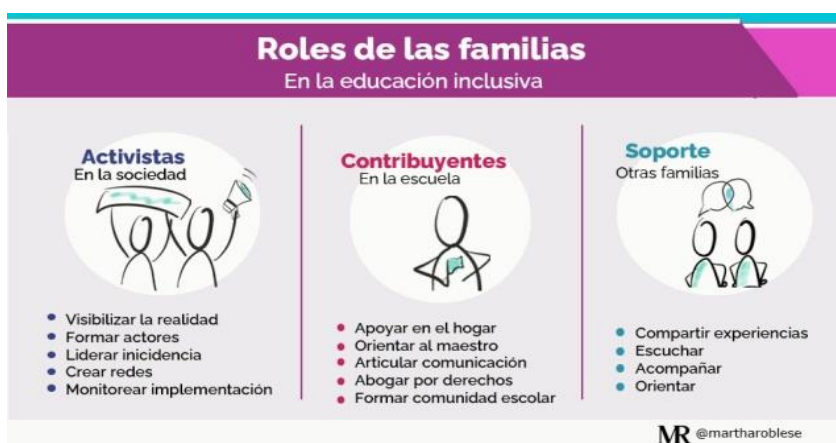 Roles de las familias
En la educación inclusiva
Activistas
En la sociedad
Visibilizar la realidad
Formar actores
Liderar inicidencia
Crear redes
Monitorear implementación
Contribuyentes
En la escuela
Apoyar en el hogar
Orientar al maestro
Articular comunicación
Abogar por derechos
Formar comunidad escolar
Soporte
Otras familias
Compartir experiencias
Escuchar
Acompañar
Orientar
MR @martharoblese